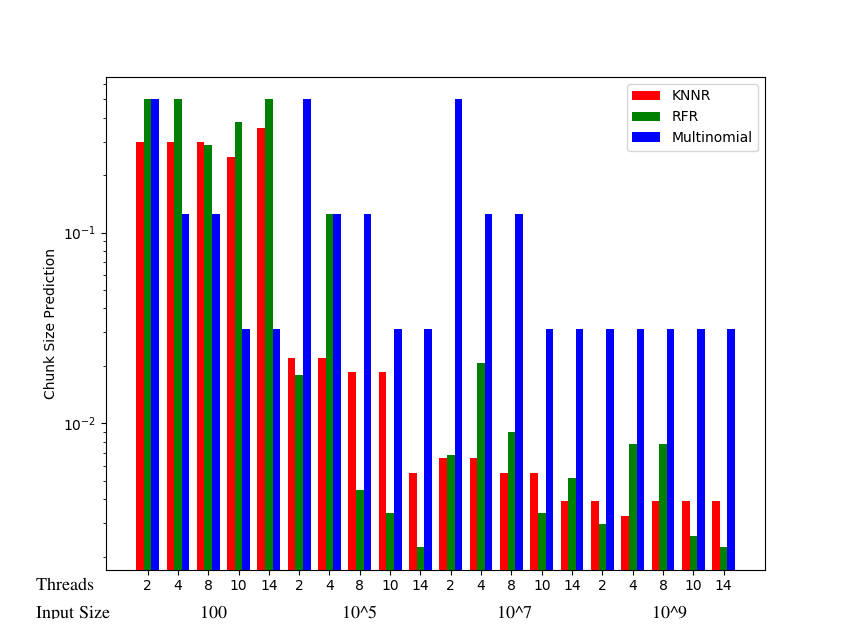 KNNR
RFR
Multinomial
Chunk Size Prediction
10⁻¹
10⁻²
Threads 2 4 8 10 14 2 4 8 10 14 2 4 8 10 14 2 4 8 10 14
Input Size 100 10^5 10^7 10^9